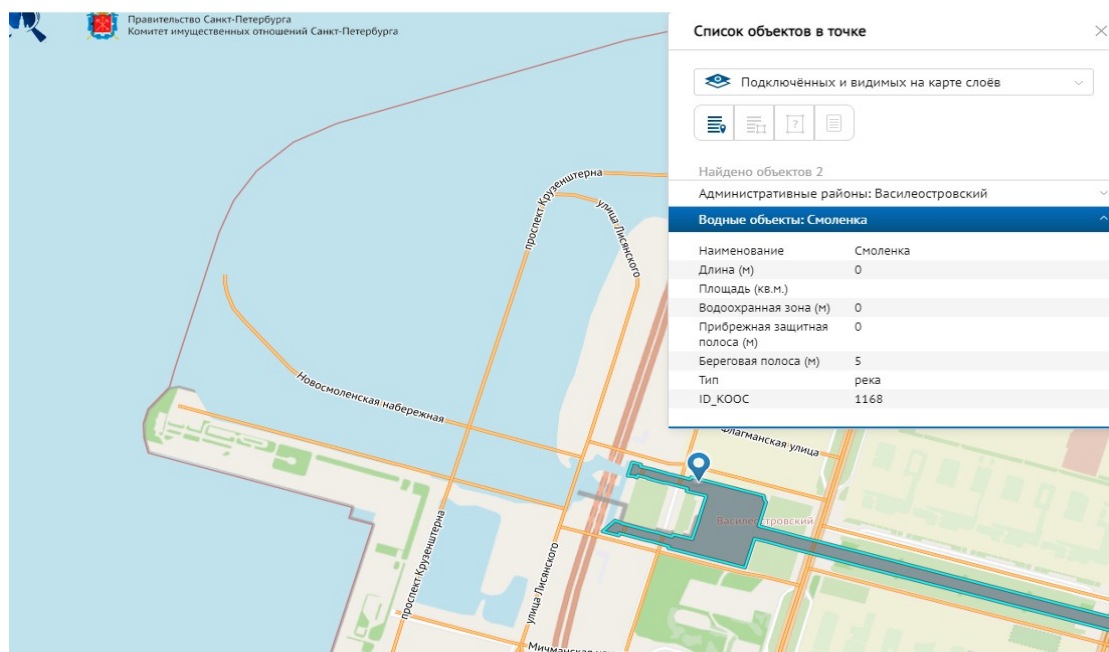 Правительство Санкт-Петербурга
Комитет имущественных отношений Санкт-Петербурга
Список объектов в точке
Подключённых и видимых на карте слоёв
Найдено объектов 2
Административные районы: Василеостровский
Водные объекты: Смоленка
Наименование Смоленка
Длина (м) 0
Площадь (кв.м.)
Водоохранная зона (м) 0
Прибрежная защитная 0
полоса (м)
Береговая полоса (м) 5
Тип река
ID_KOOC 1168
проспект Крузенштерна
улица Лисянского
Новосмоленская набережная
Флагманская улица
Василеостровский
проспект Крузенштерна
улица Лисянского
Мичманская